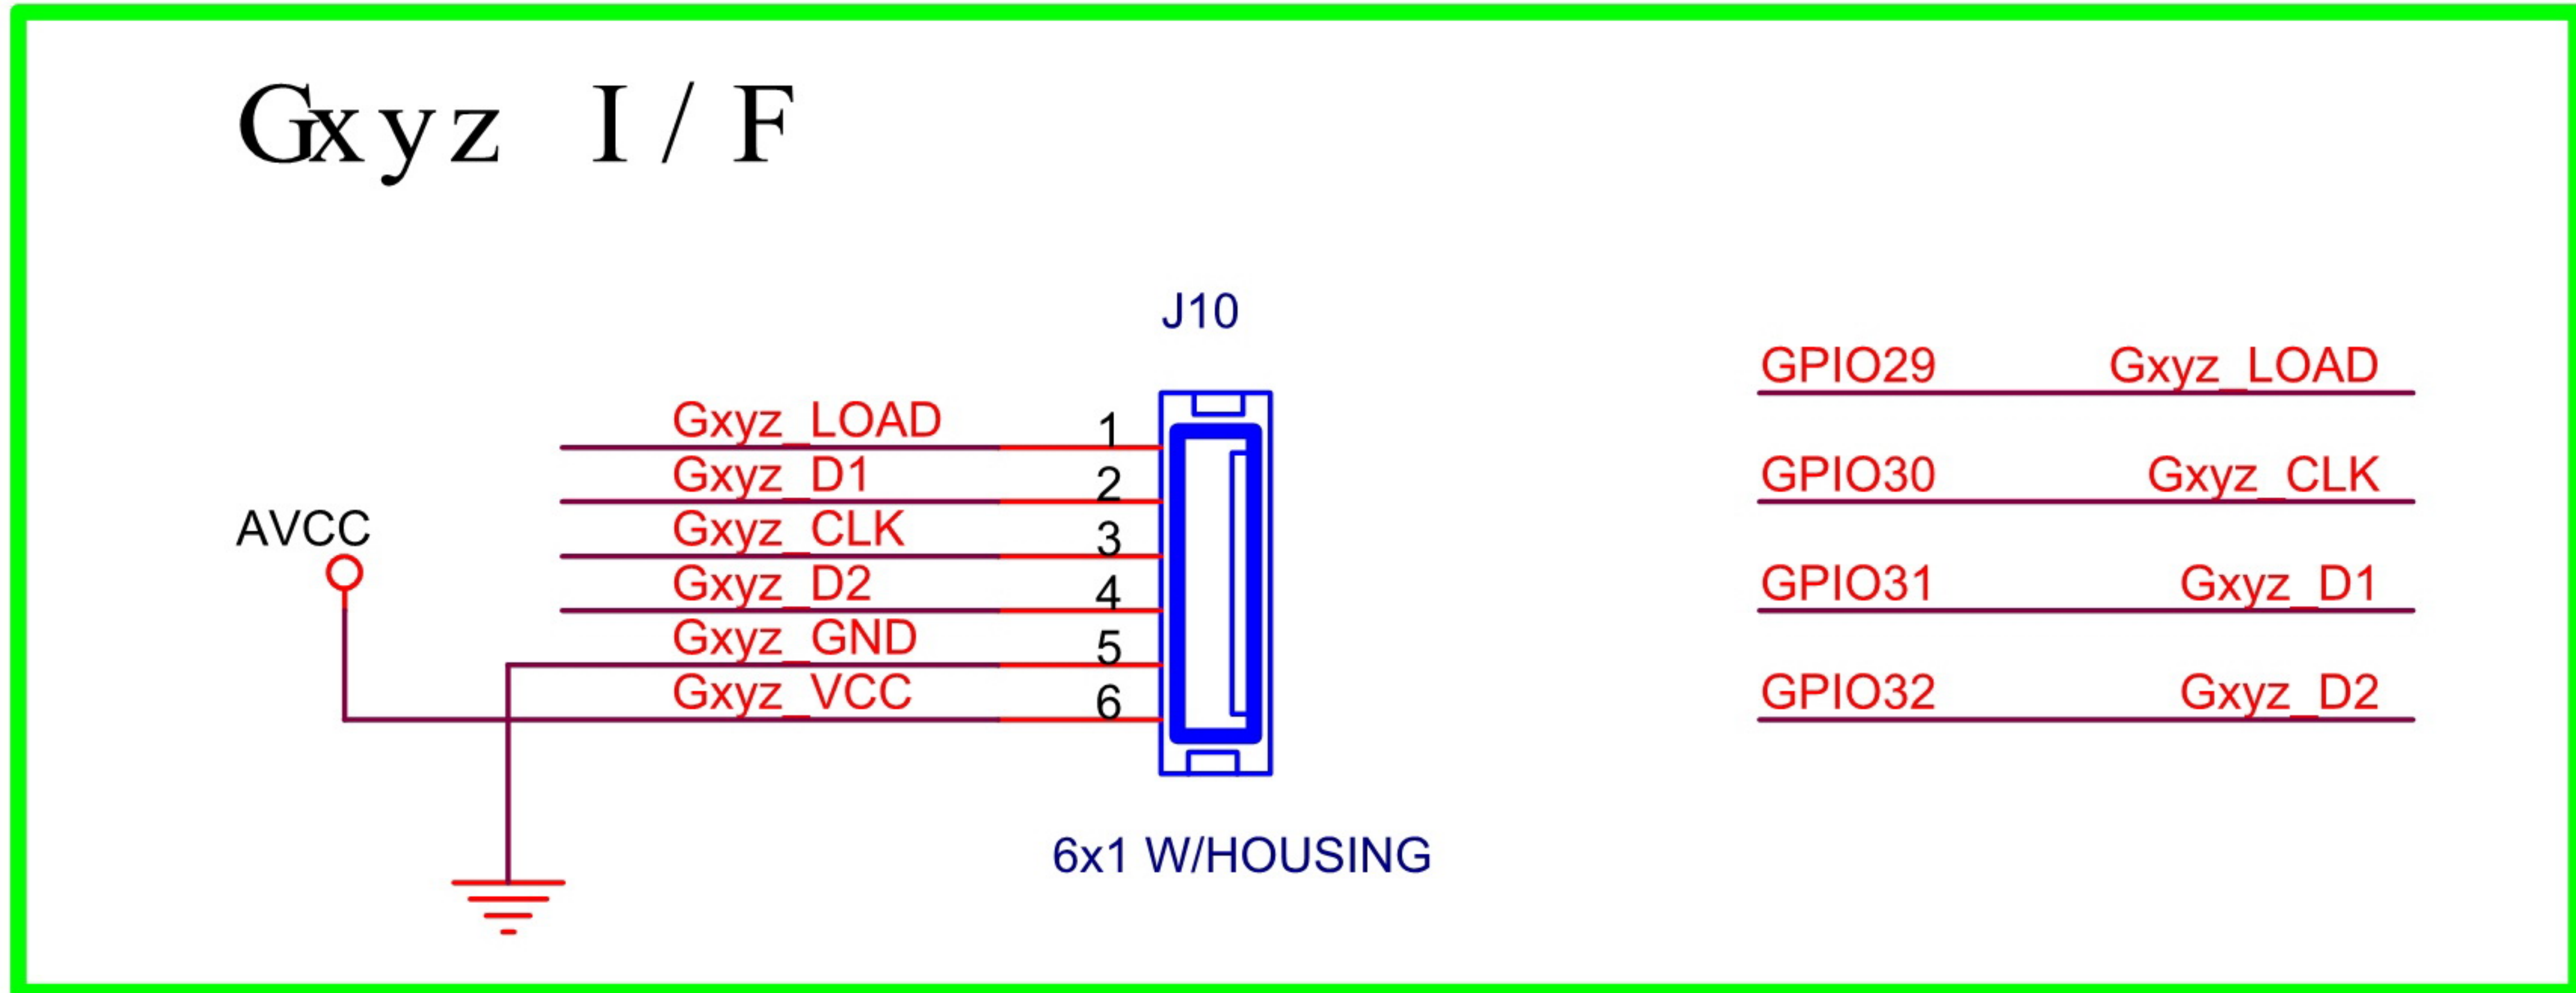 Gxyz I/F
J10
Gxyz_LOAD 1
Gxyz_D1 2
Gxyz_CLK 3
Gxyz_D2 4
Gxyz_GND 5
Gxyz_VCC 6
AVCC
6x1 W/HOUSING
GPIO29 Gxyz_LOAD
GPIO30 Gxyz_CLK
GPIO31 Gxyz_D1
GPIO32 Gxyz_D2